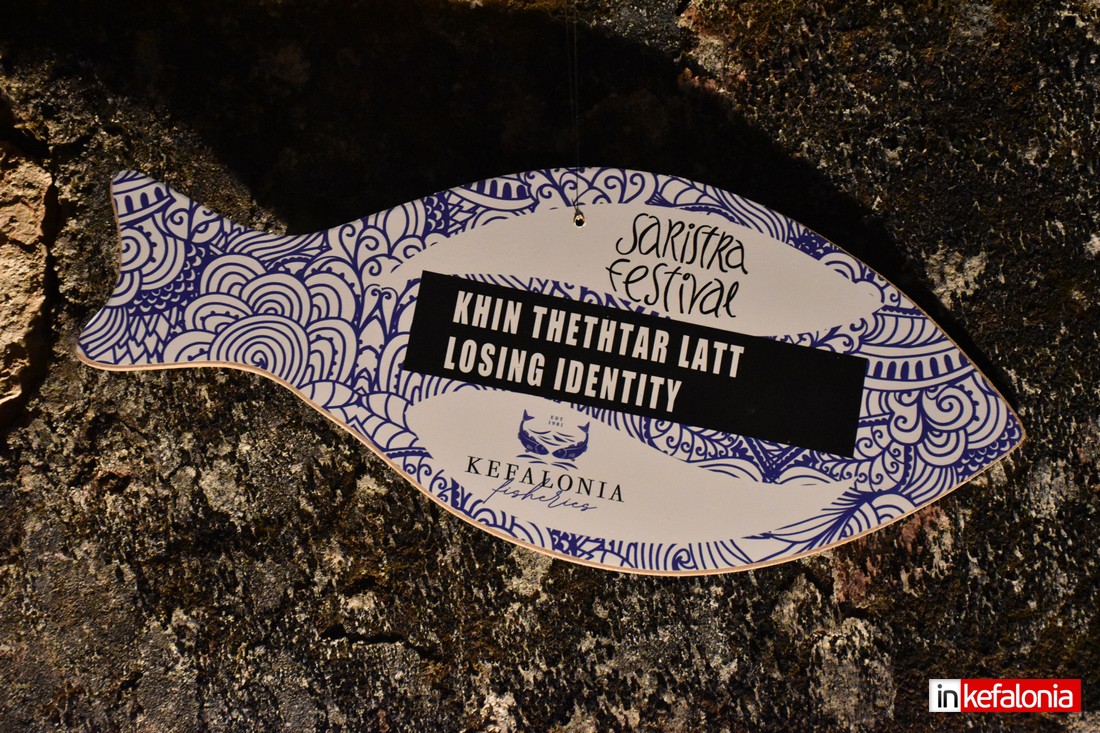 SARISTRA
FESTIVAL
KHIN THETHTAR LATT
LOSING IDENTITY
EST
1981
KEFALONIA
fisheries
inkefalonia